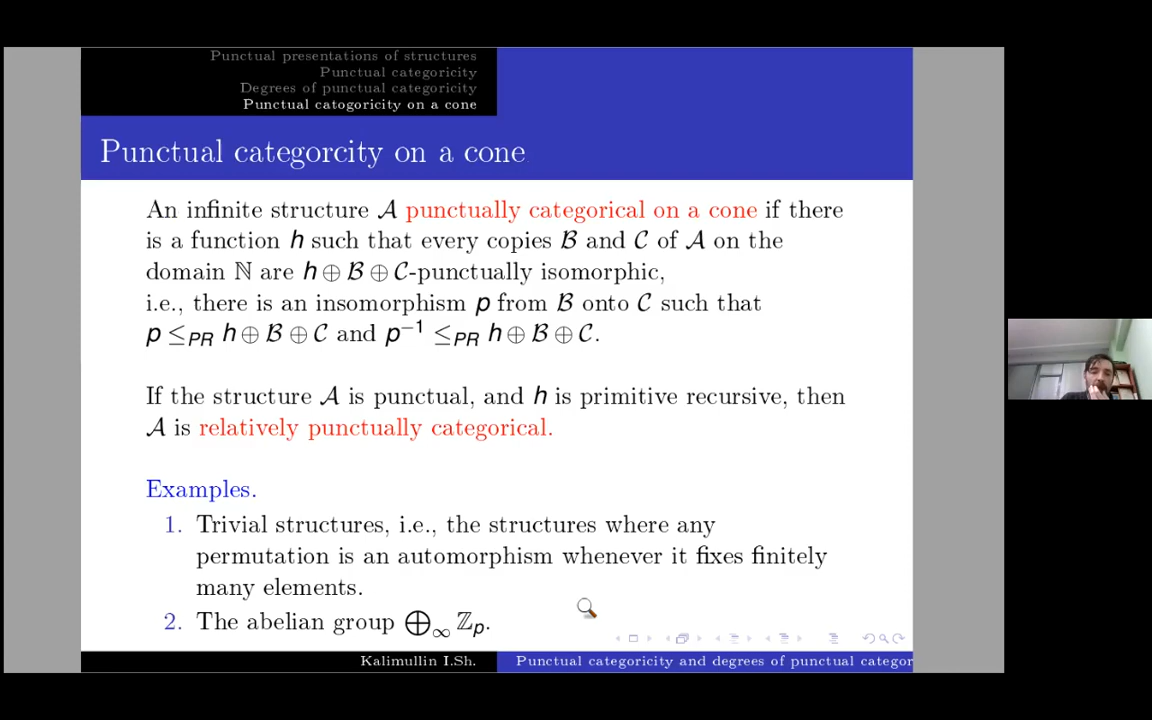 Punctual presentations of structures
Punctual categoricity
Degrees of punctual categoricity
Punctual catogoricity on a cone
Punctual categorcity on a cone
An infinite structure 𝒜 punctually categorical on a cone if there
is a function h such that every copies ℬ and 𝒞 of 𝒜 on the
domain ℕ are h ⊕ ℬ ⊕ 𝒞-punctually isomorphic,
i.e., there is an insomorphism p from ℬ onto 𝒞 such that
p ≤_PR h ⊕ ℬ ⊕ 𝒞 and p⁻¹ ≤_PR h ⊕ ℬ ⊕ 𝒞.
If the structure 𝒜 is punctual, and h is primitive recursive, then
𝒜 is relatively punctually categorical.
Examples.
1. Trivial structures, i.e., the structures where any
permutation is an automorphism whenever it fixes finitely
many elements.
2. The abelian group ⊕_∞ ℤ_p.
Kalimullin I.Sh. Punctual categoricity and degrees of punctual categor